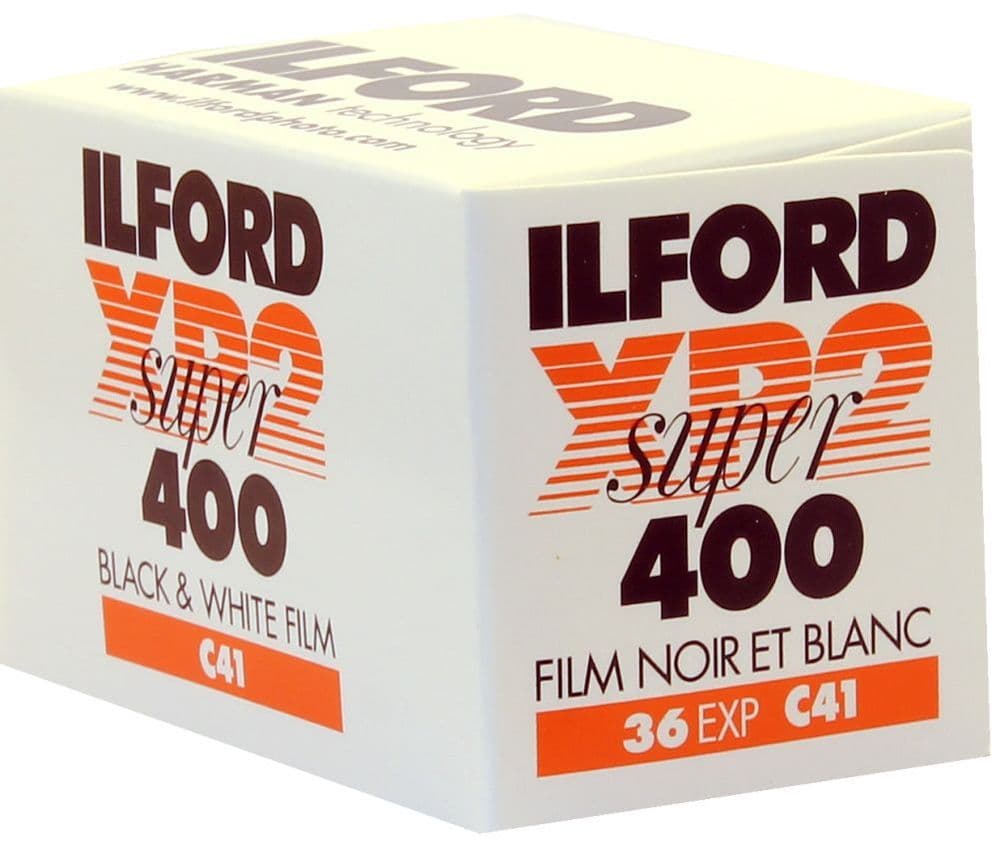 ILFORD
HARMAN technology
www.ilfordphoto.com
ILFORD
XP2
super
400
BLACK & WHITE FILM
C41
ILFORD
XP2
super
400
FILM NOIR ET BLANC
36 EXP C41